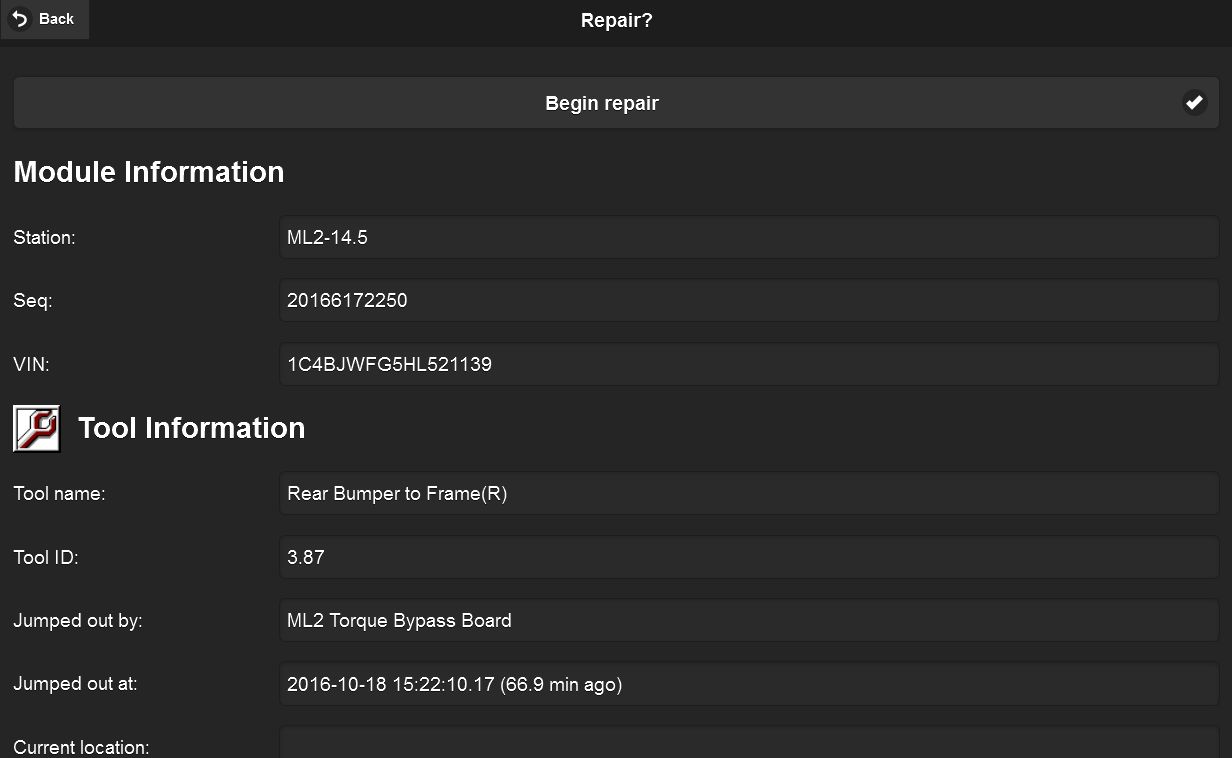 Back
Repair?
Begin repair
Module Information
Station: ML2-14.5
Seq: 20166172250
VIN: 1C4BJWFG5HL521139
Tool Information
Tool name: Rear Bumper to Frame(R)
Tool ID: 3.87
Jumped out by: ML2 Torque Bypass Board
Jumped out at: 2016-10-18 15:22:10.17 (66.9 min ago)
Current location: